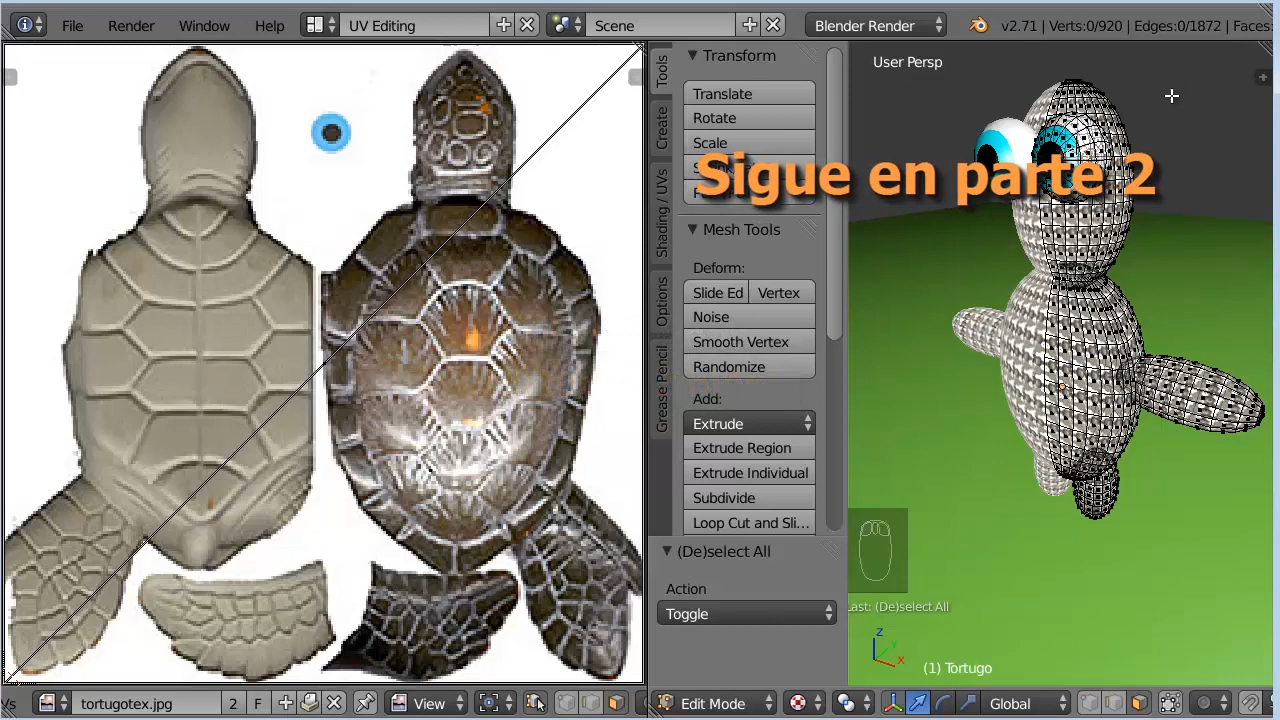 File Render Window Help UV Editing Scene Blender Render v2.71 | Verts:0/920 | Edges:0/1872 | Faces:
Tools
Create
Shading / UVs
Options
Grease Pencil
Transform
Translate
Rotate
Scale
Mesh Tools
Deform:
Slide Ed Vertex
Noise
Smooth Vertex
Randomize
Add:
Extrude
Extrude Region
Extrude Individual
Subdivide
Loop Cut and Sli...
(De)select All
Action
Toggle
User Persp
Sigue en parte 2
Last: (De)select All
Z
Y
X
(1) Tortugo
Vs tortugotex.jpg 2 F View Edit Mode Global